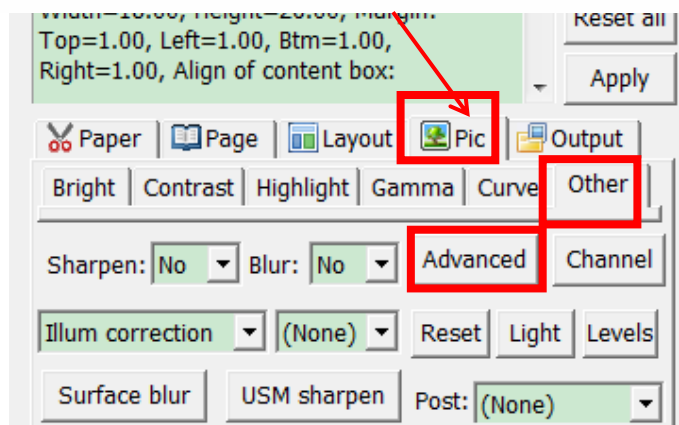 Width=18.00, Height=26.00, Margin:
Top=1.00, Left=1.00, Btm=1.00,
Right=1.00, Align of content box:
Reset all
Apply
Paper Page Layout Pic Output
Bright Contrast Highlight Gamma Curve Other
Sharpen: No Blur: No Advanced Channel
Illum correction (None) Reset Light Levels
Surface blur USM sharpen Post: (None)